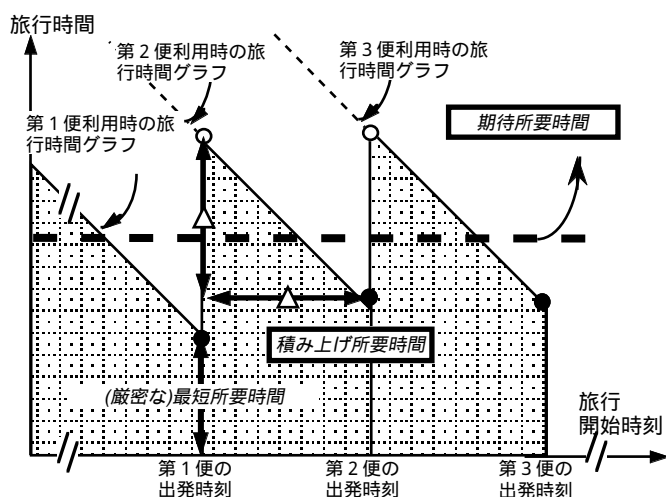 旅行時間
第２便利用時の旅
行時間グラフ
第３便利用時の旅
行時間グラフ
第１便利用時の旅
行時間グラフ
期待所要時間
積み上げ所要時間
(厳密な)最短所要時間
旅行
開始時刻
第１便の
出発時刻
第２便の
出発時刻
第３便の
出発時刻